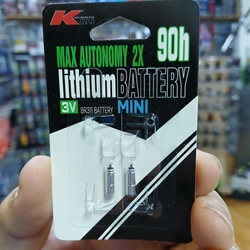 MAX AUTONOMY 2X
90h
lithium BATTERY
3V BR311 BATTERY MINI